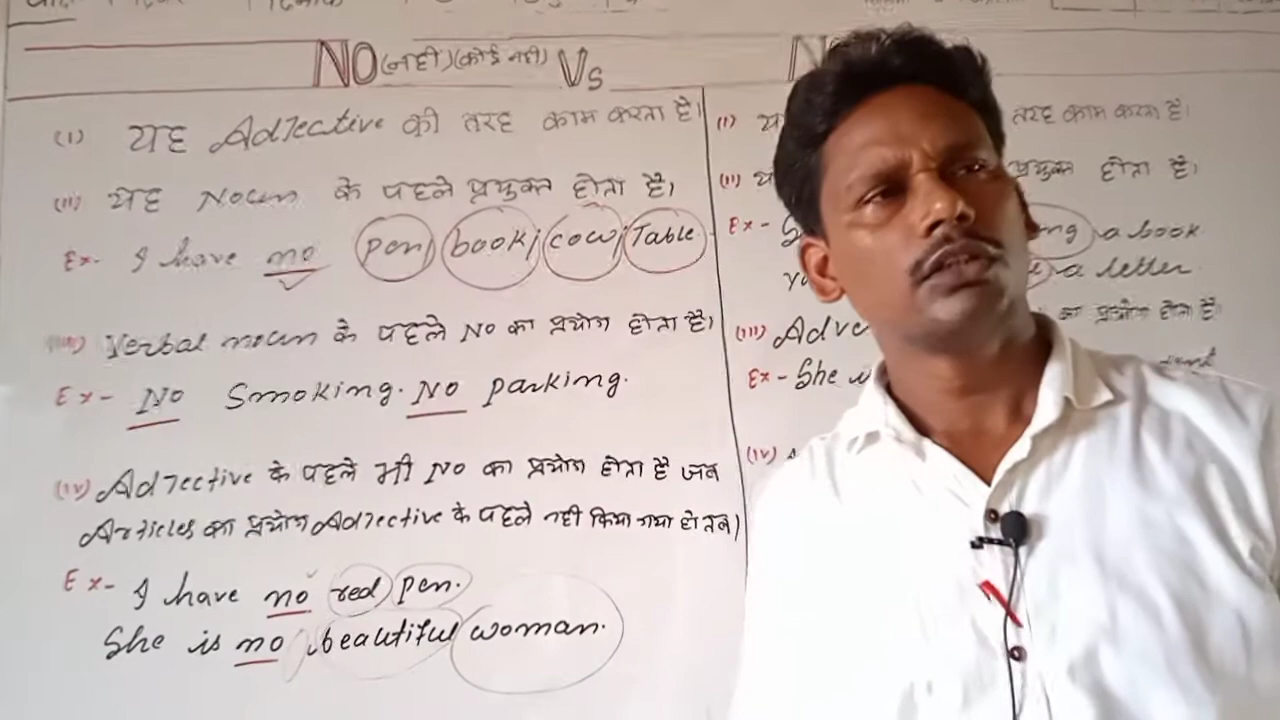 NO (नहीं) (कोई नहीं) Vs N
(i) यह Adjective की तरह काम करता है।
(ii) यह Noun के पहले प्रयुक्त होता है।
Ex- I have no pen, book, cow, Table
(iii) Verbal noun के पहले NO का प्रयोग होता है।
Ex- NO Smoking. NO parking.
(iv) Adjective के पहले भी NO का प्रयोग होता है जब
Articles का प्रयोग Adjective के पहले नहीं किया गया हो तब)
Ex- I have no red pen.
She is no beautiful woman.
(i) य तरह काम करता है।
(ii) य प्रयुक्त होता है।
Ex- S ng a book
a letter
(iii) Adve का प्रयोग होता है।
Ex- She
(iv)